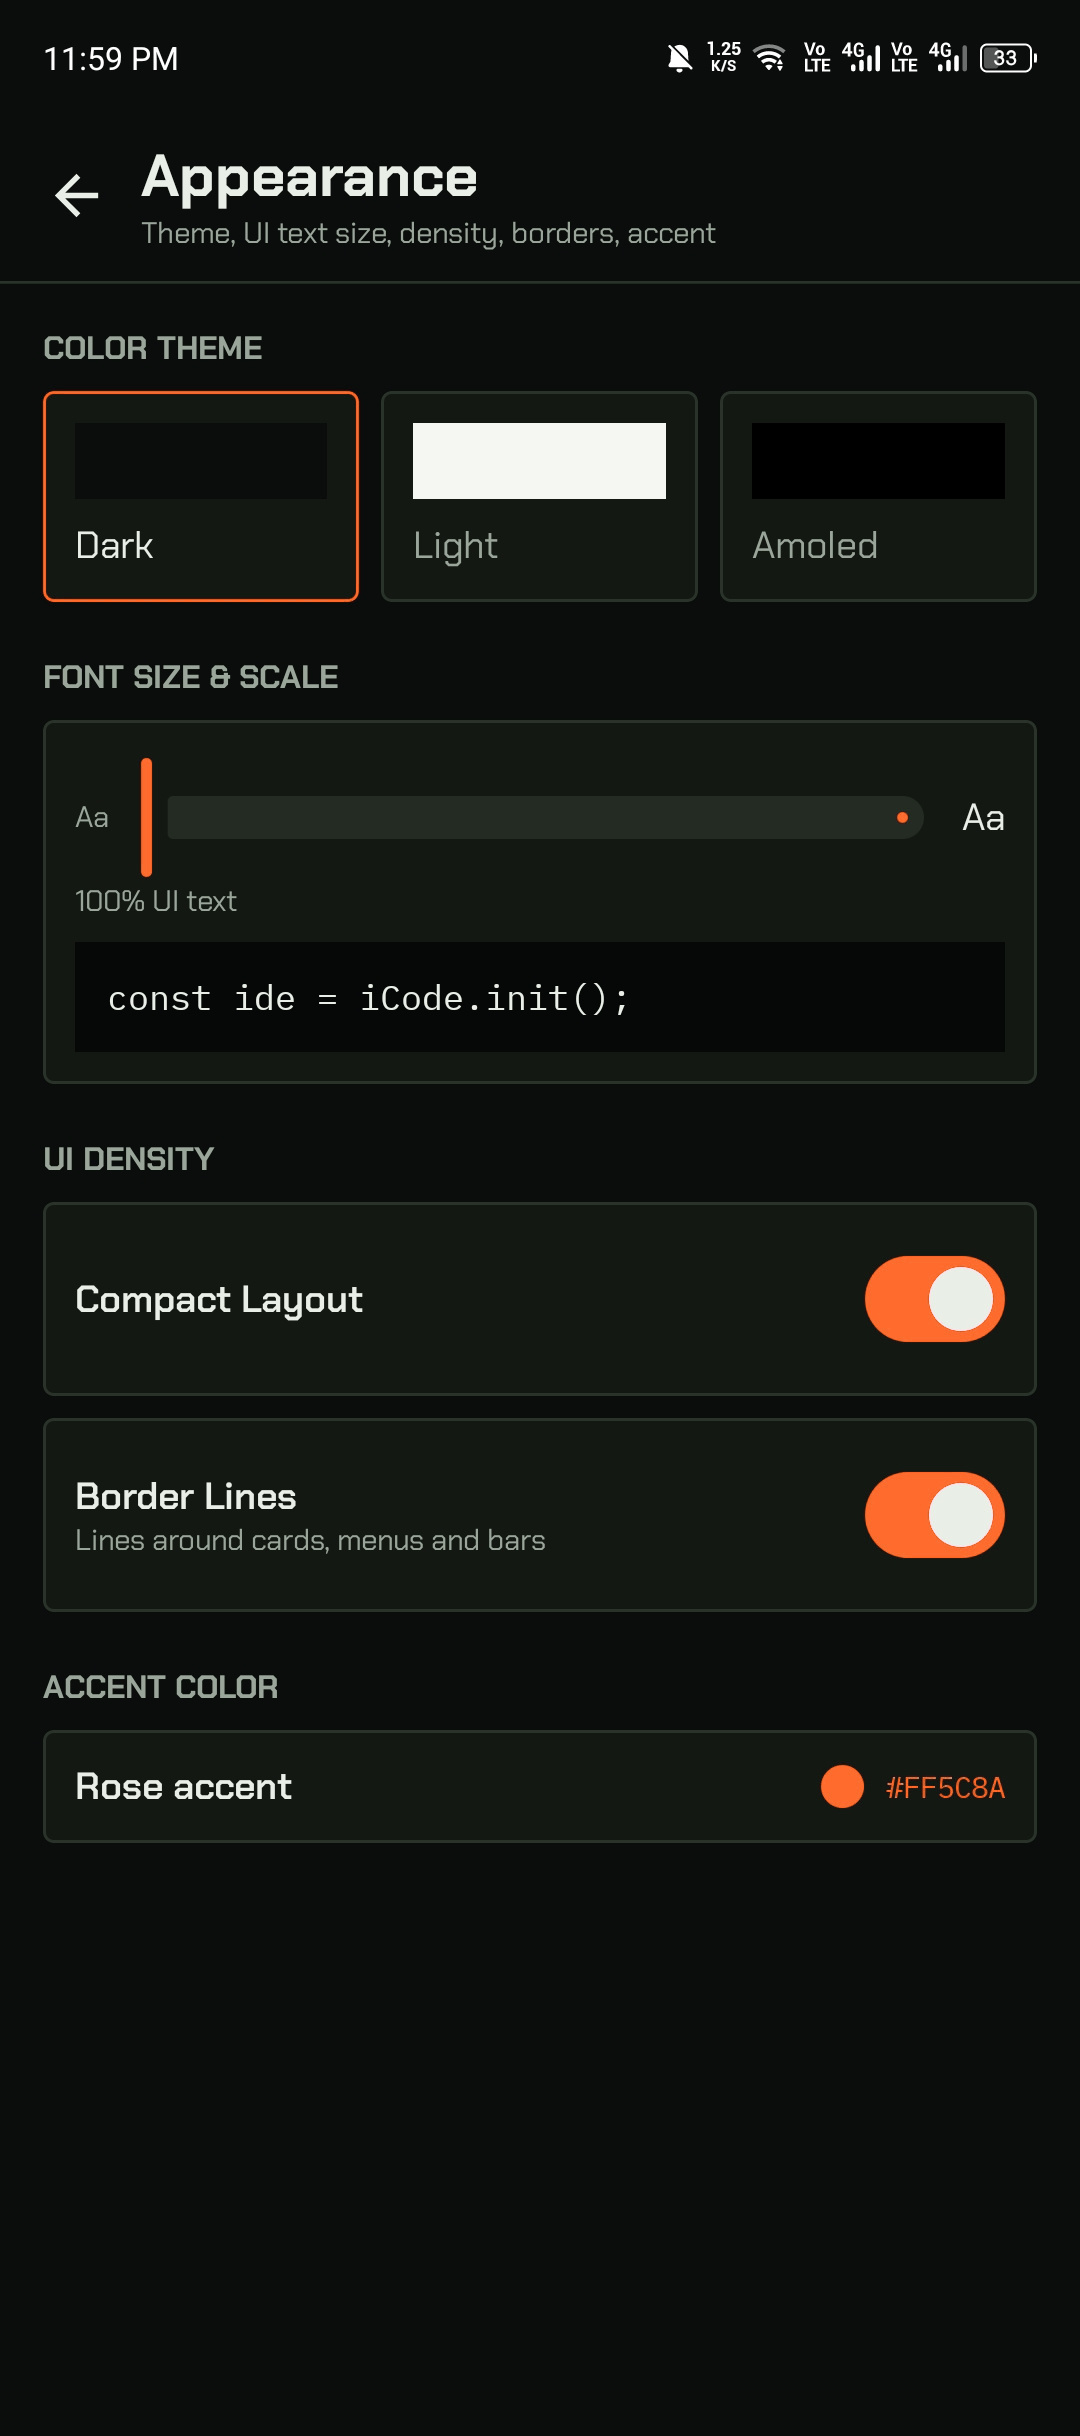 11:59 PM
1.25 K/S Vo LTE 4G Vo LTE 4G 33
Appearance
Theme, UI text size, density, borders, accent
COLOR THEME
Dark Light Amoled
FONT SIZE & SCALE
Aa Aa
100% UI text
const ide = iCode.init();
UI DENSITY
Compact Layout
Border Lines
Lines around cards, menus and bars
ACCENT COLOR
Rose accent #FF5C8A